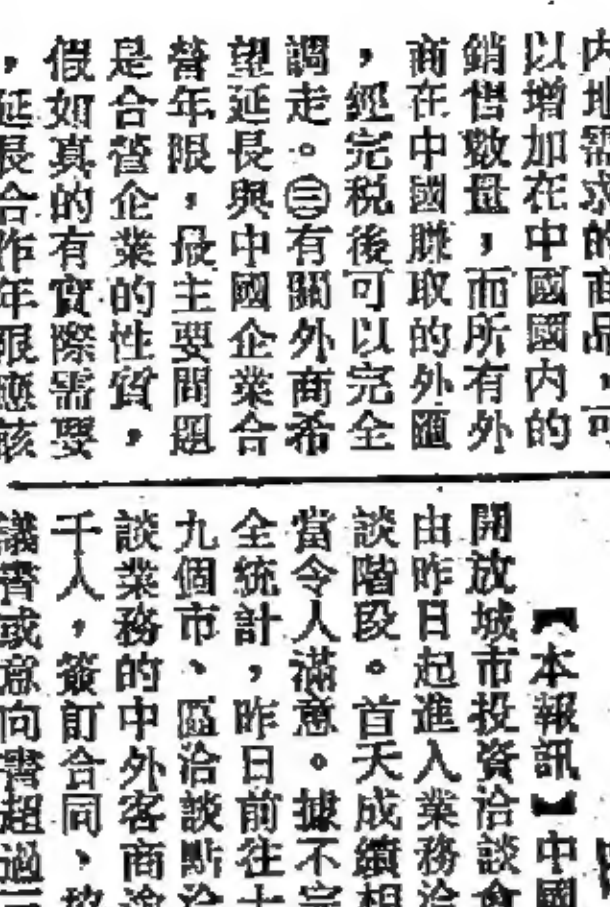 內地需求的商品,可
以增加在中國國内的
銷售數量,而所有外
商在中國賺取的外匯
,經完税後可以完全
調走。㊂有關外商希
望延長與中國企業合
營年限,最主要問題
是合營企業的性質,
假如真的有實際需要
,延長合作年限應該
【本報訊】中國
開放城市投資洽談會
由昨日起進入業務洽
談階段。首天成績相
當令人滿意。據不完
全統計,昨日前往十
九個市、區洽談點洽
談業務的中外客商逾
千人,簽訂合同、協
議書或意向書超過